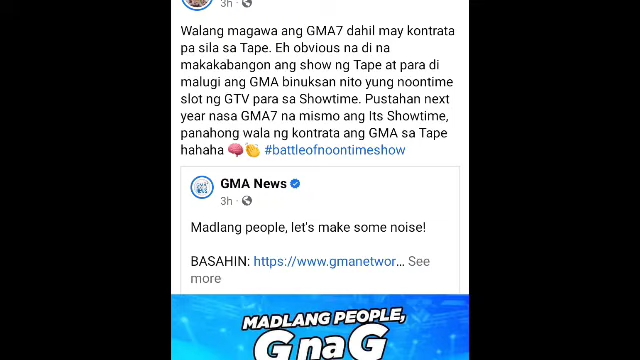 3h
Walang magawa ang GMA7 dahil may kontrata
pa sila sa Tape. Eh obvious na di na
makakabangon ang show ng Tape at para di
malugi ang GMA binuksan nito yung noontime
slot ng GTV para sa Showtime. Pustahan next
year nasa GMA7 na mismo ang Its Showtime,
panahong wala ng kontrata ang GMA sa Tape
hahaha 🧠👏 #battleofnoontimeshow
GMA News
3h
Madlang people, let's make some noise!
BASAHIN: https://www.gmanetwor... See
more
MADLANG PEOPLE,
G na G